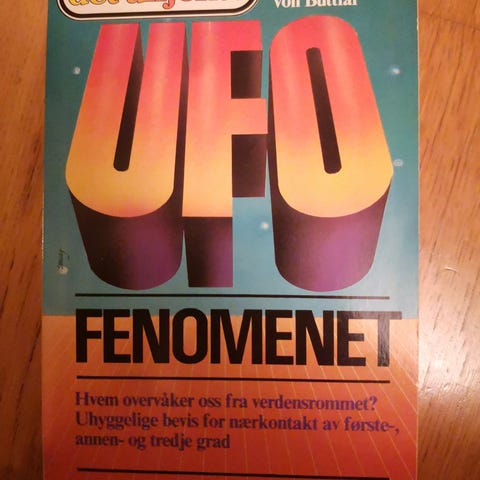 von Buttlar
UFO
FENOMENET
Hvem overvåker oss fra verdensrommet?
Uhyggelige bevis for nærkontakt av første-,
annen- og tredje grad